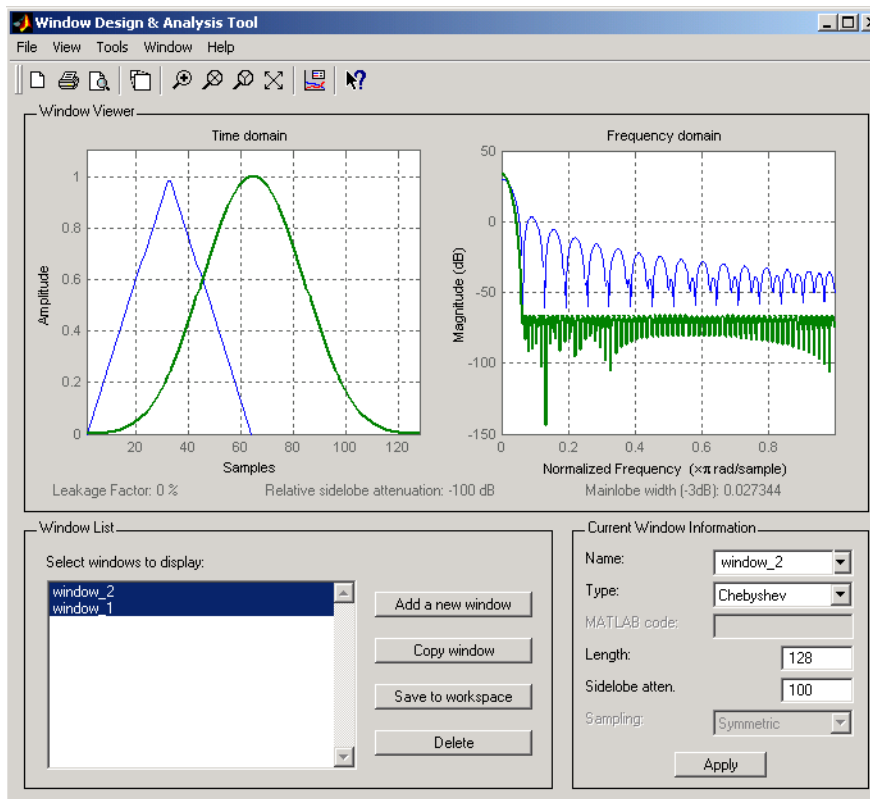 Window Design & Analysis Tool
File View Tools Window Help
Window Viewer
Time domain
Frequency domain
1
0.8
0.6
0.4
0.2
0
Amplitude
20 40 60 80 100 120
Samples
50
0
-50
-100
-150
Magnitude (dB)
0 0.2 0.4 0.6 0.8
Normalized Frequency (×π rad/sample)
Leakage Factor: 0 %
Relative sidelobe attenuation: -100 dB
Mainlobe width (-3dB): 0.027344
Window List
Select windows to display:
window_2
window_1
Add a new window
Copy window
Save to workspace
Delete
Current Window Information
Name: window_2
Type: Chebyshev
MATLAB code:
Length: 128
Sidelobe atten. 100
Sampling: Symmetric
Apply